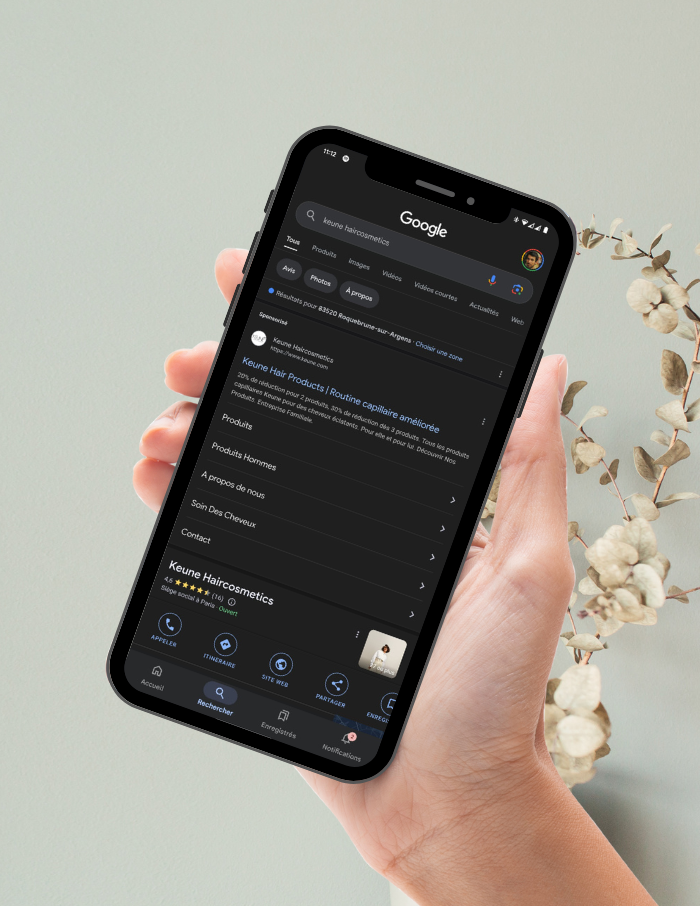 11:12
Google
keune haircosmetics
Tous Produits Images Vidéos Vidéos courtes Actualités Web
Avis Photos À propos
Résultats pour 83520 Roquebrune-sur-Argens · Choisir une zone
Sponsorisé
Keune Haircosmetics
https://www.keune.com
Keune Hair Products | Routine capillaire améliorée
20% de réduction pour 2 produits, 30% de réduction dès 3 produits. Tous les produits
capillaires Keune pour des cheveux éclatants. Pour elle et pour lui. Découvrir Nos
Produits. Entreprise Familiale.
Produits
Produits Hommes
A propos de nous
Soin Des Cheveux
Contact
Keune Haircosmetics
4,6 (16)
Siège social à Paris · Ouvert
APPELER ITINÉRAIRE SITE WEB PARTAGER
Accueil Rechercher Enregistrés Notifications
2